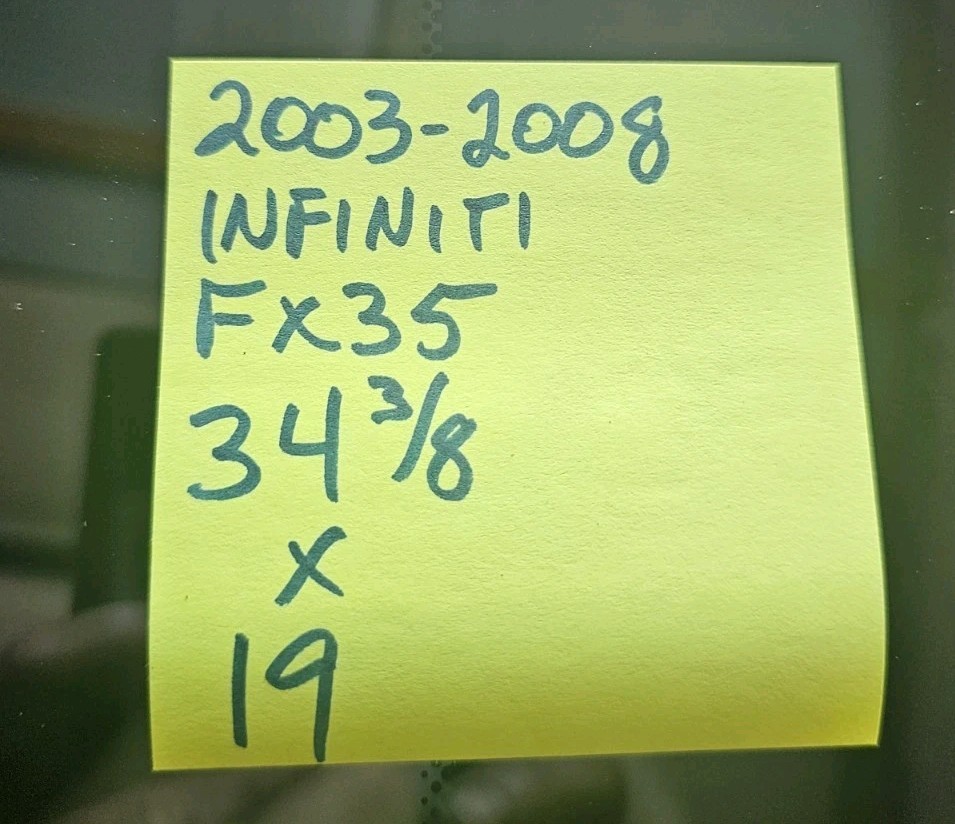 2003-2008
INFINITI
FX35
34 3/8
X
19